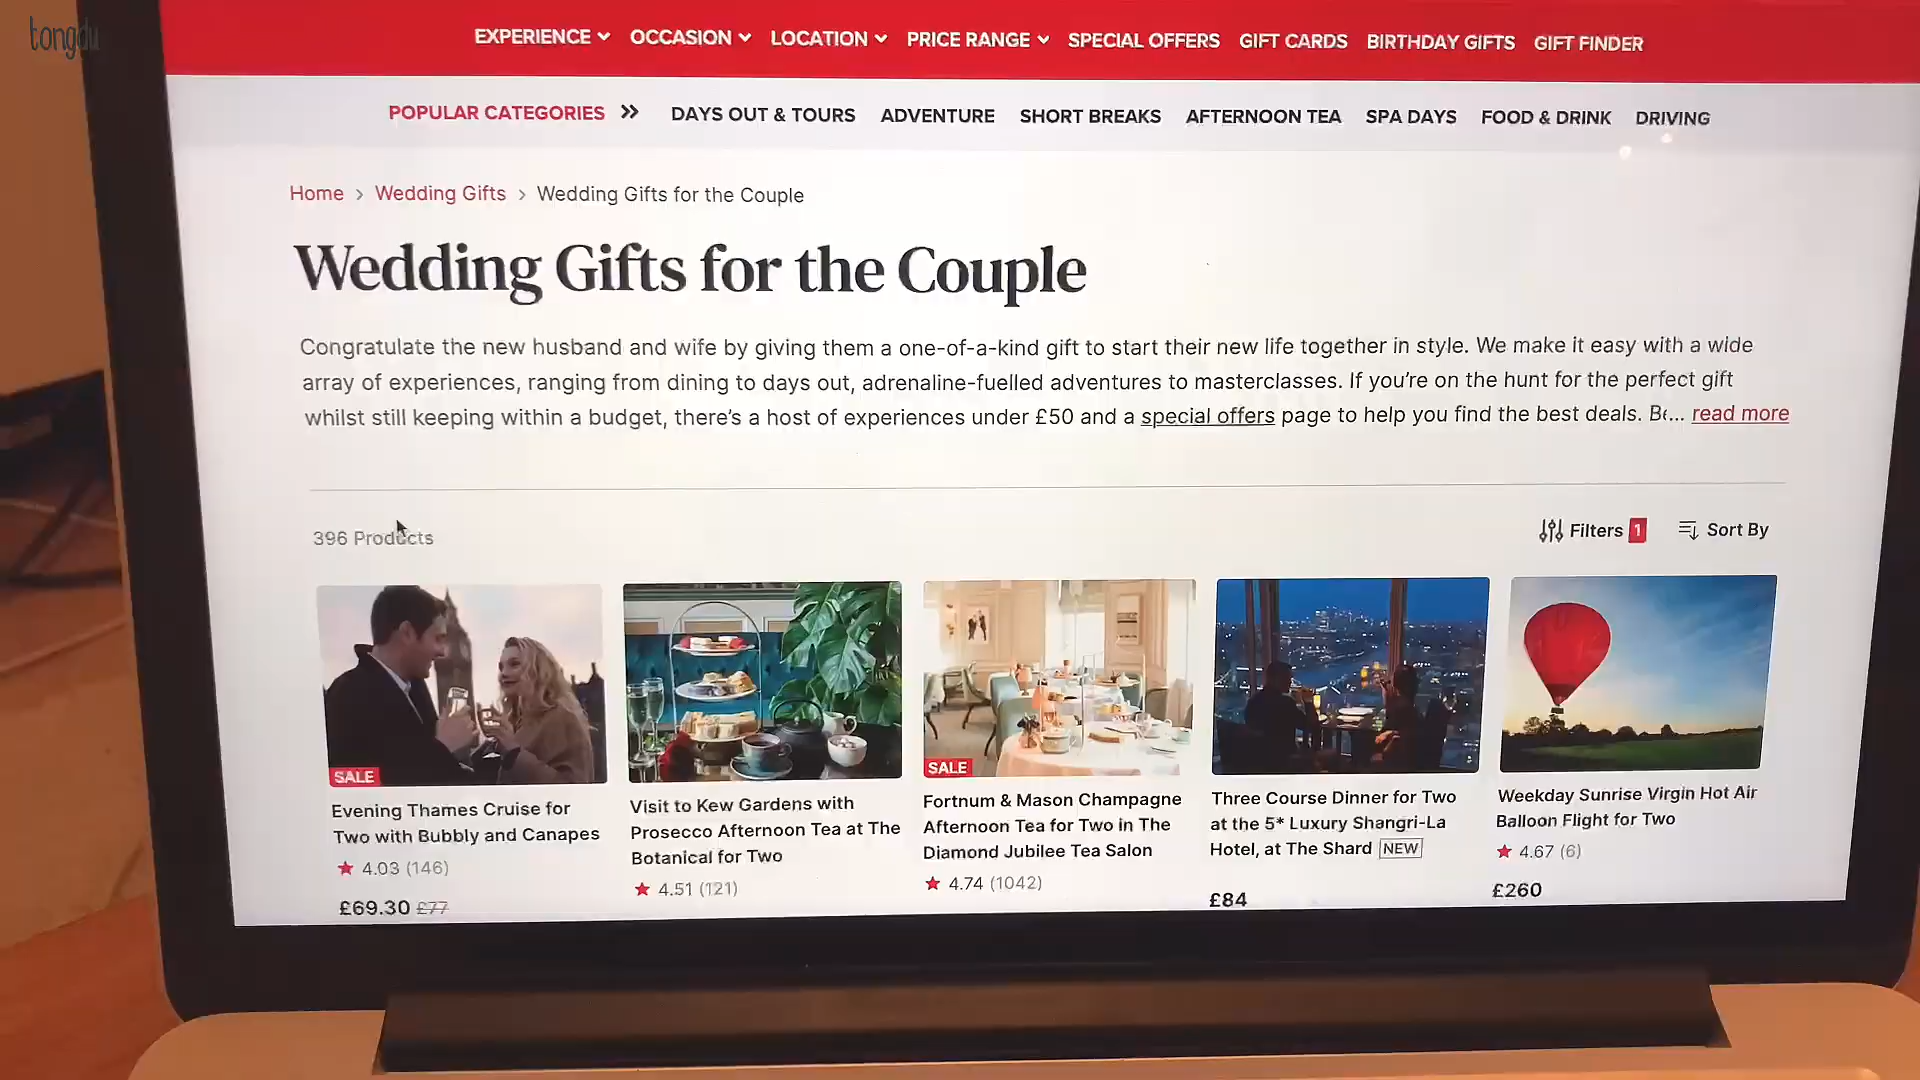 tongdu
EXPERIENCE OCCASION LOCATION PRICE RANGE SPECIAL OFFERS GIFT CARDS BIRTHDAY GIFTS GIFT FINDER
POPULAR CATEGORIES DAYS OUT & TOURS ADVENTURE SHORT BREAKS AFTERNOON TEA SPA DAYS FOOD & DRINK DRIVING
Home > Wedding Gifts > Wedding Gifts for the Couple
Wedding Gifts for the Couple
Congratulate the new husband and wife by giving them a one-of-a-kind gift to start their new life together in style. We make it easy with a wide
array of experiences, ranging from dining to days out, adrenaline-fuelled adventures to masterclasses. If you're on the hunt for the perfect gift
whilst still keeping within a budget, there's a host of experiences under £50 and a special offers page to help you find the best deals. Be... read more
396 Products
Filters 1 Sort By
SALE
Evening Thames Cruise for
Two with Bubbly and Canapes
4.03 (146)
£69.30 £77
Visit to Kew Gardens with
Prosecco Afternoon Tea at The
Botanical for Two
4.51 (121)
SALE
Fortnum & Mason Champagne
Afternoon Tea for Two in The
Diamond Jubilee Tea Salon
4.74 (1042)
Three Course Dinner for Two
at the 5* Luxury Shangri-La
Hotel, at The Shard NEW
£84
Weekday Sunrise Virgin Hot Air
Balloon Flight for Two
4.67 (6)
£260